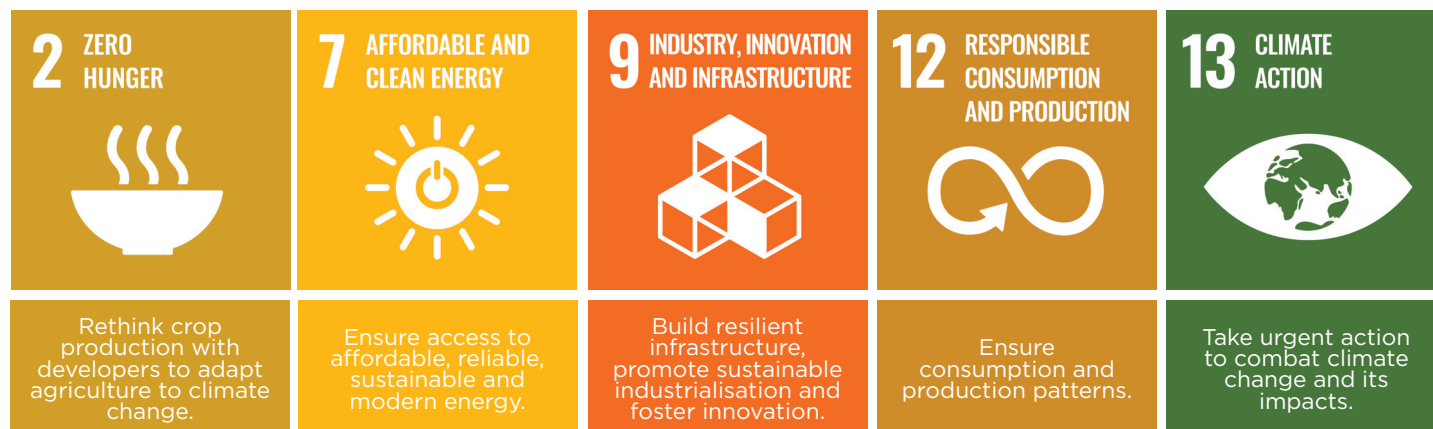 2 ZERO
HUNGER
7 AFFORDABLE AND
CLEAN ENERGY
9 INDUSTRY, INNOVATION
AND INFRASTRUCTURE
12 RESPONSIBLE
CONSUMPTION
AND PRODUCTION
13 CLIMATE
ACTION
Rethink crop
production with
developers to adapt
agriculture to climate
change.
Ensure access to
affordable, reliable,
sustainable and
modern energy.
Build resilient
infrastructure,
promote sustainable
industrialisation and
foster innovation.
Ensure
consumption and
production patterns.
Take urgent action
to combat climate
change and its
impacts.